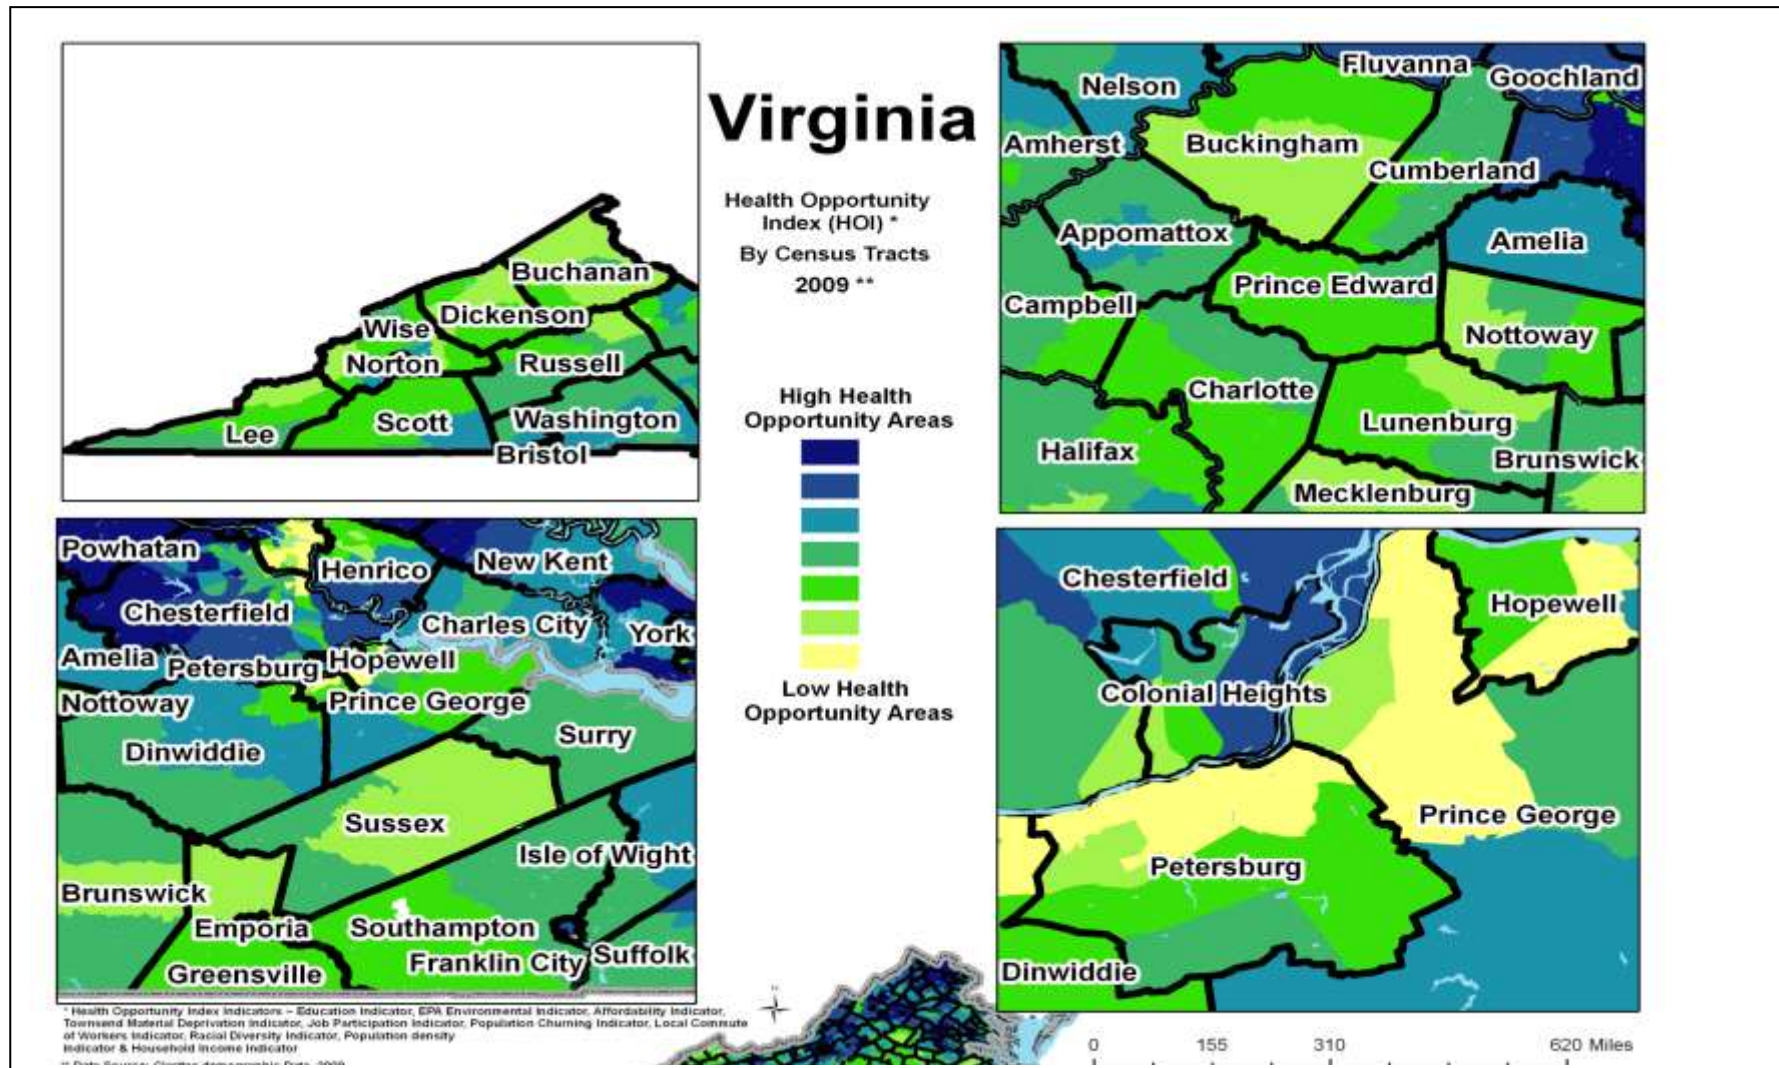 Virginia
Health Opportunity
Index (HOI) *
By Census Tracts
2009 **
High Health
Opportunity Areas
Low Health
Opportunity Areas
Buchanan
Dickenson
Wise
Norton
Russell
Lee
Scott
Washington
Bristol
Fluvanna
Goochland
Nelson
Amherst
Buckingham
Cumberland
Appomattox
Amelia
Prince Edward
Campbell
Nottoway
Charlotte
Lunenburg
Halifax
Brunswick
Mecklenburg
Powhatan
Henrico
New Kent
Chesterfield
Charles City
York
Amelia
Petersburg
Hopewell
Nottoway
Prince George
Surry
Dinwiddie
Sussex
Isle of Wight
Brunswick
Emporia
Southampton
Greensville
Franklin City
Suffolk
Chesterfield
Hopewell
Colonial Heights
Prince George
Petersburg
Dinwiddie
* Health Opportunity Index Indicators – Education Indicator, EPA Environmental Indicator, Affordability Indicator,
Townsend Material Deprivation Indicator, Job Participation Indicator, Population Churning Indicator, Local Commute
of Workers Indicator, Racial Diversity Indicator, Population density
Indicator & Household Income Indicator
** Data Source: Claritas demographic Data, 2009
0 155 310 620 Miles